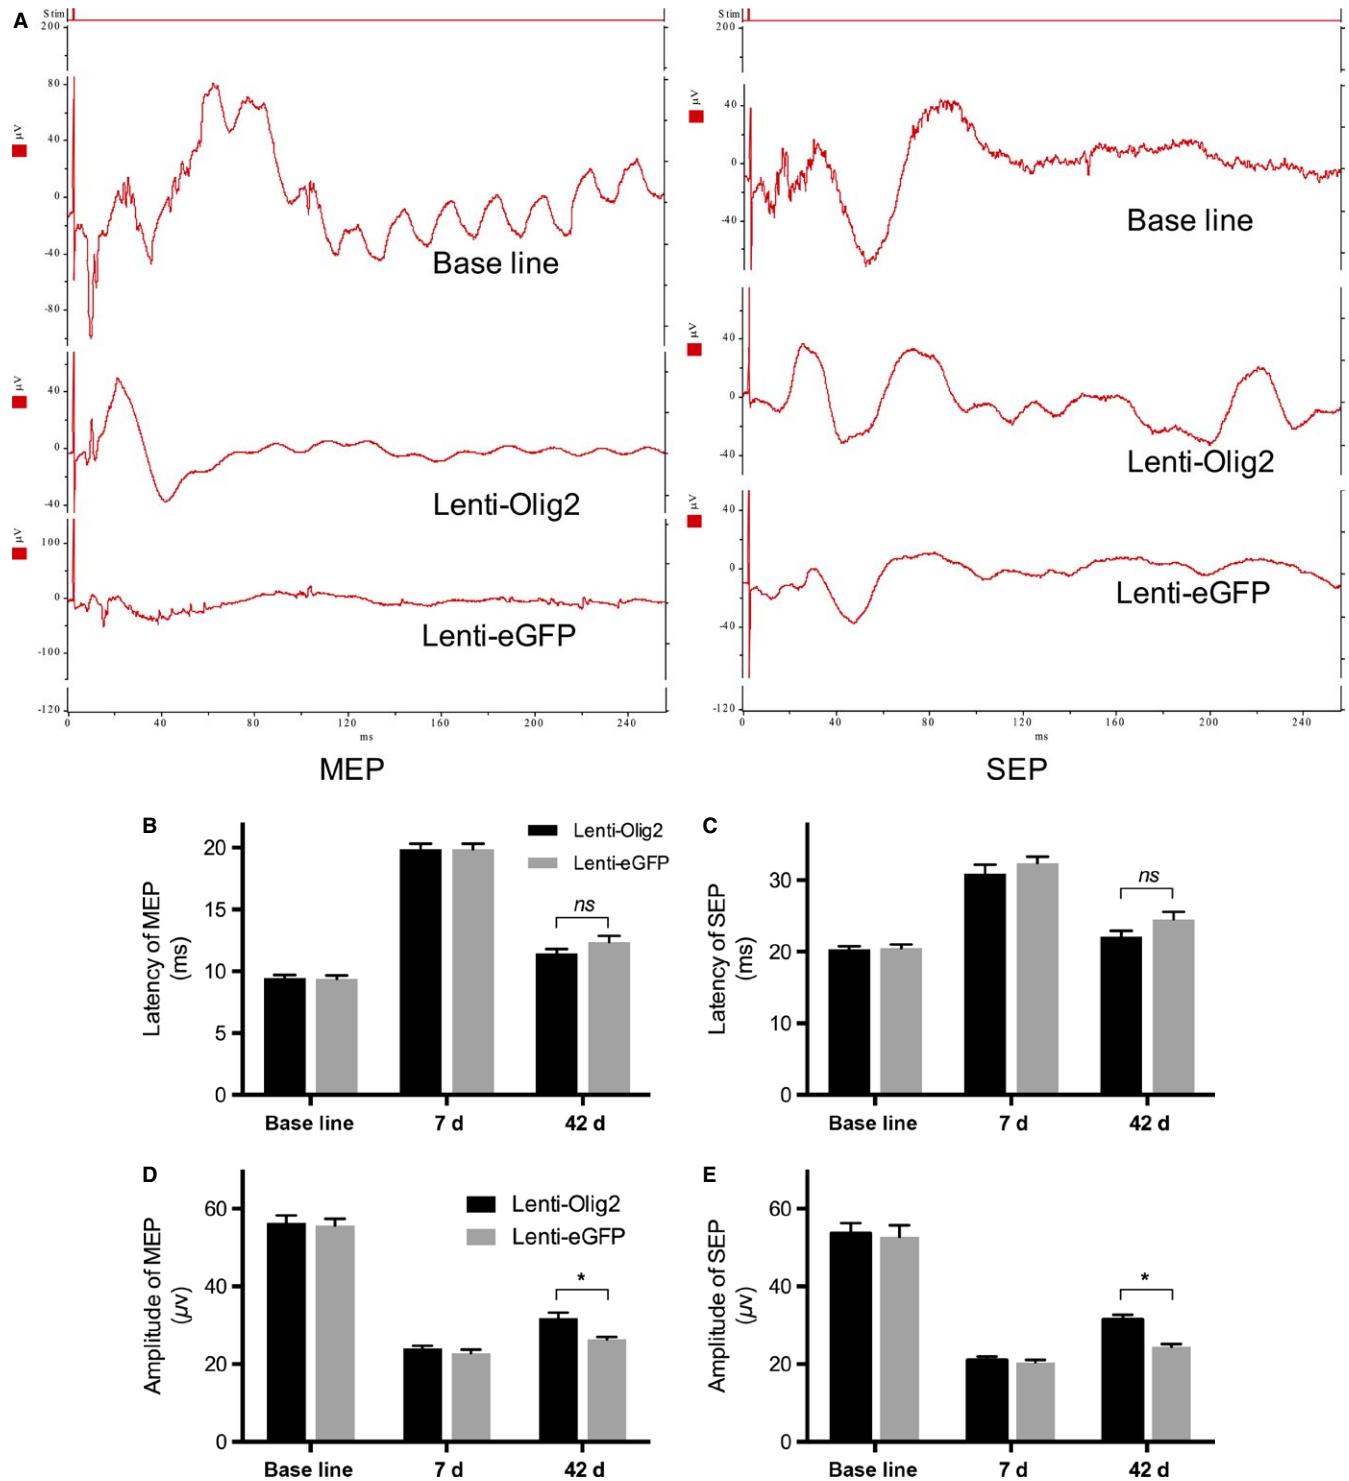 A
Stim
200
80
40
0
-40
-80
µV
Base line
40
0
-40
µV
Lenti-Olig2
100
0
-100
µV
Lenti-eGFP
-120
0 40 80 120 160 200 240
ms
MEP
Stim
200
40
0
-40
µV
Base line
40
0
-40
µV
Lenti-Olig2
40
0
-40
µV
Lenti-eGFP
-120
0 40 80 120 160 200 240
ms
SEP
B
Latency of MEP
(ms)
20
15
10
5
0
Lenti-Olig2
Lenti-eGFP
ns
Base line 7 d 42 d
C
Latency of SEP
(ms)
30
20
10
0
ns
Base line 7 d 42 d
D
Amplitude of MEP
(µv)
60
40
20
0
Lenti-Olig2
Lenti-eGFP
*
Base line 7 d 42 d
E
Amplitude of SEP
(µv)
60
40
20
0
*
Base line 7 d 42 d